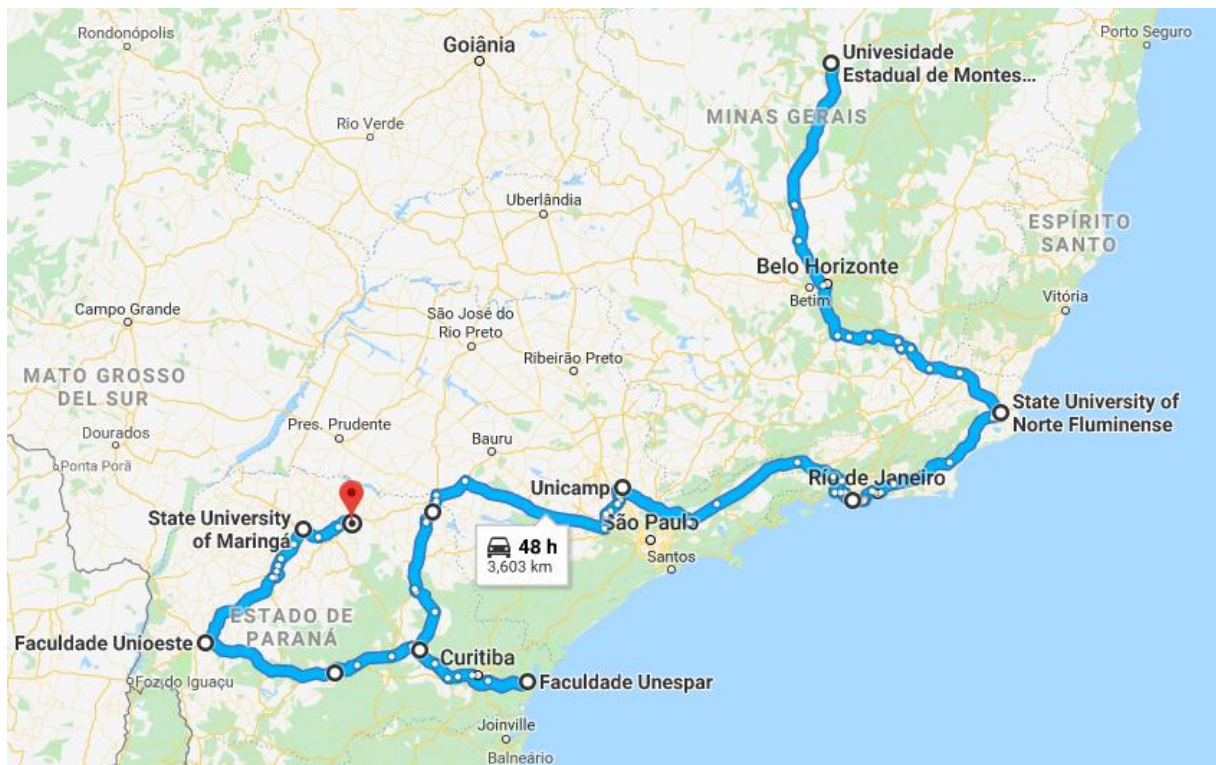 Rondonópolis
Goiânia
Porto Seguro
Univesidade
Estadual de Montes...
MINAS GERAIS
Rio Verde
Uberlândia
ESPÍRITO
SANTO
Belo Horizonte
Betim
Vitória
Campo Grande
São José do
Rio Preto
Ribeirão Preto
MATO GROSSO
DEL SUR
State University of
Norte Fluminense
Dourados
Pres. Prudente
Bauru
Ponta Porã
Unicamp
Río de Janeiro
State University
of Maringá
São Paulo
48 h
3,603 km
Santos
ESTADO DE
PARANÁ
Faculdade Unioeste
Curitiba
Foz do Iguaçu
Faculdade Unespar
Joinville
Balneário